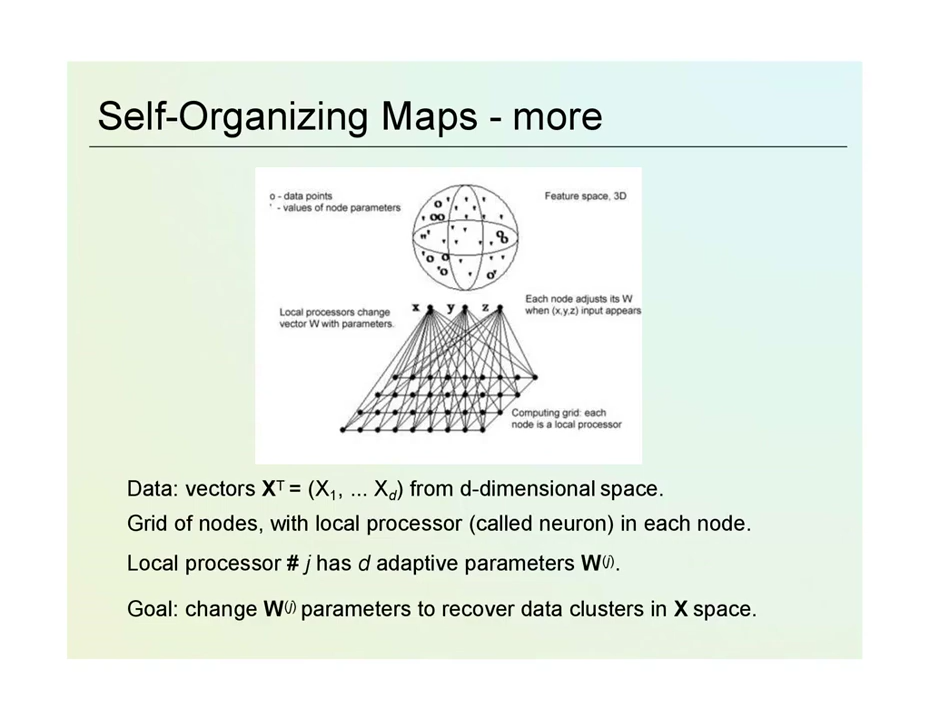 Self-Organizing Maps - more
o - data points
' - values of node parameters
Feature space, 3D
Local processors change
vector W with parameters.
x y z
Each node adjusts its W
when (x,y,z) input appears
Computing grid: each
node is a local processor
Data: vectors Xᵀ = (X₁, ... X_d) from d-dimensional space.
Grid of nodes, with local processor (called neuron) in each node.
Local processor # j has d adaptive parameters W⁽ʲ⁾.
Goal: change W⁽ʲ⁾ parameters to recover data clusters in X space.